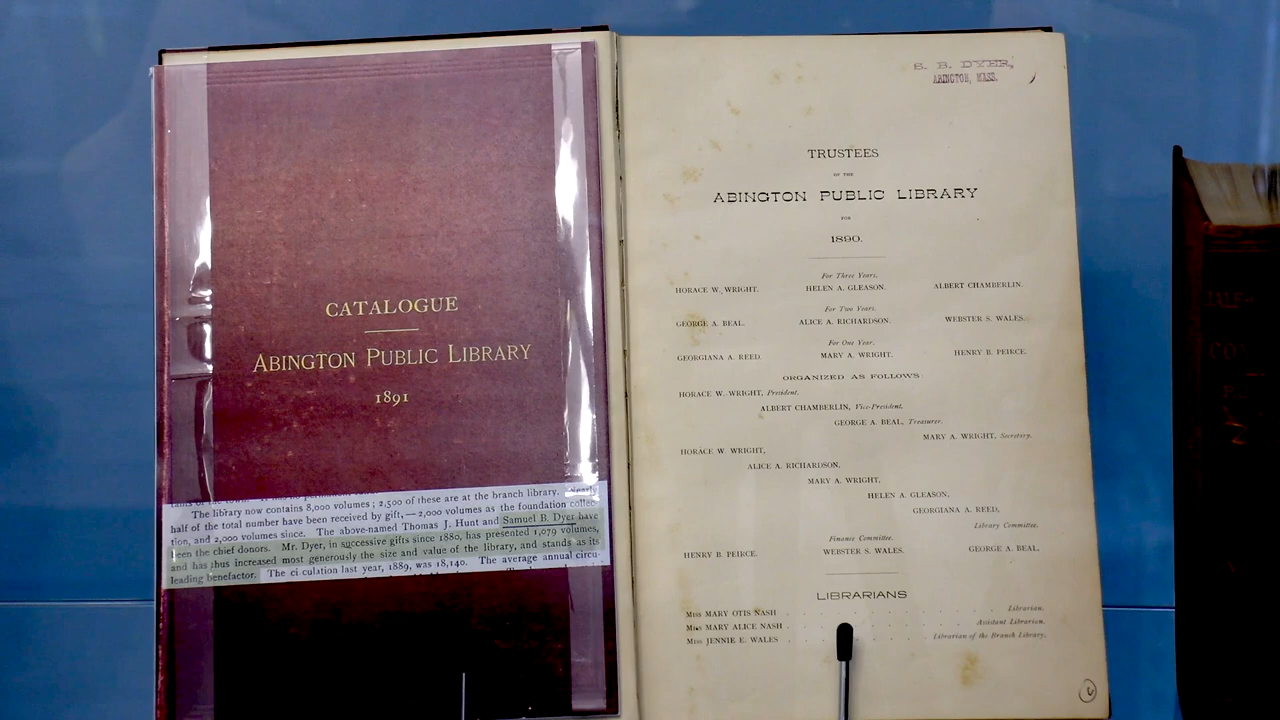 CATALOGUE
ABINGTON PUBLIC LIBRARY
1891
The library now contains 8,000 volumes; 2,500 of these are at the branch library. Nearly
half of the total number have been received by gift,—2,000 volumes as the foundation collec-
tion, and 2,000 volumes since. The above-named Thomas J. Hunt and Samuel B. Dyer have
been the chief donors. Mr. Dyer, in successive gifts since 1880, has presented 1,079 volumes,
and has thus increased most generously the size and value of the library, and stands as its
leading benefactor. The ci culation last year, 1889, was 18,140. The average annual circu-
S. B. DYER,
ABINGTON, MASS.
TRUSTEES
OF THE
ABINGTON PUBLIC LIBRARY
FOR
1890.
For Three Years.
HORACE W. WRIGHT. HELEN A. GLEASON. ALBERT CHAMBERLIN.
For Two Years.
GEORGE A. BEAL. ALICE A. RICHARDSON. WEBSTER S. WALES.
For One Year.
GEORGIANA A. REED. MARY A. WRIGHT. HENRY B. PEIRCE.
ORGANIZED AS FOLLOWS:
HORACE W. WRIGHT, President.
ALBERT CHAMBERLIN, Vice-President.
GEORGE A. BEAL, Treasurer.
MARY A. WRIGHT, Secretary.
HORACE W. WRIGHT,
ALICE A. RICHARDSON,
MARY A. WRIGHT,
HELEN A. GLEASON,
GEORGIANA A. REED,
Library Committee.
Finance Committee.
HENRY B. PEIRCE. WEBSTER S. WALES. GEORGE A. BEAL.
LIBRARIANS
MISS MARY OTIS NASH . . . . . . . Librarian.
MISS MARY ALICE NASH . . . . . . . Assistant Librarian.
MISS JENNIE E. WALES . . . . . . . Librarian of the Branch Library.